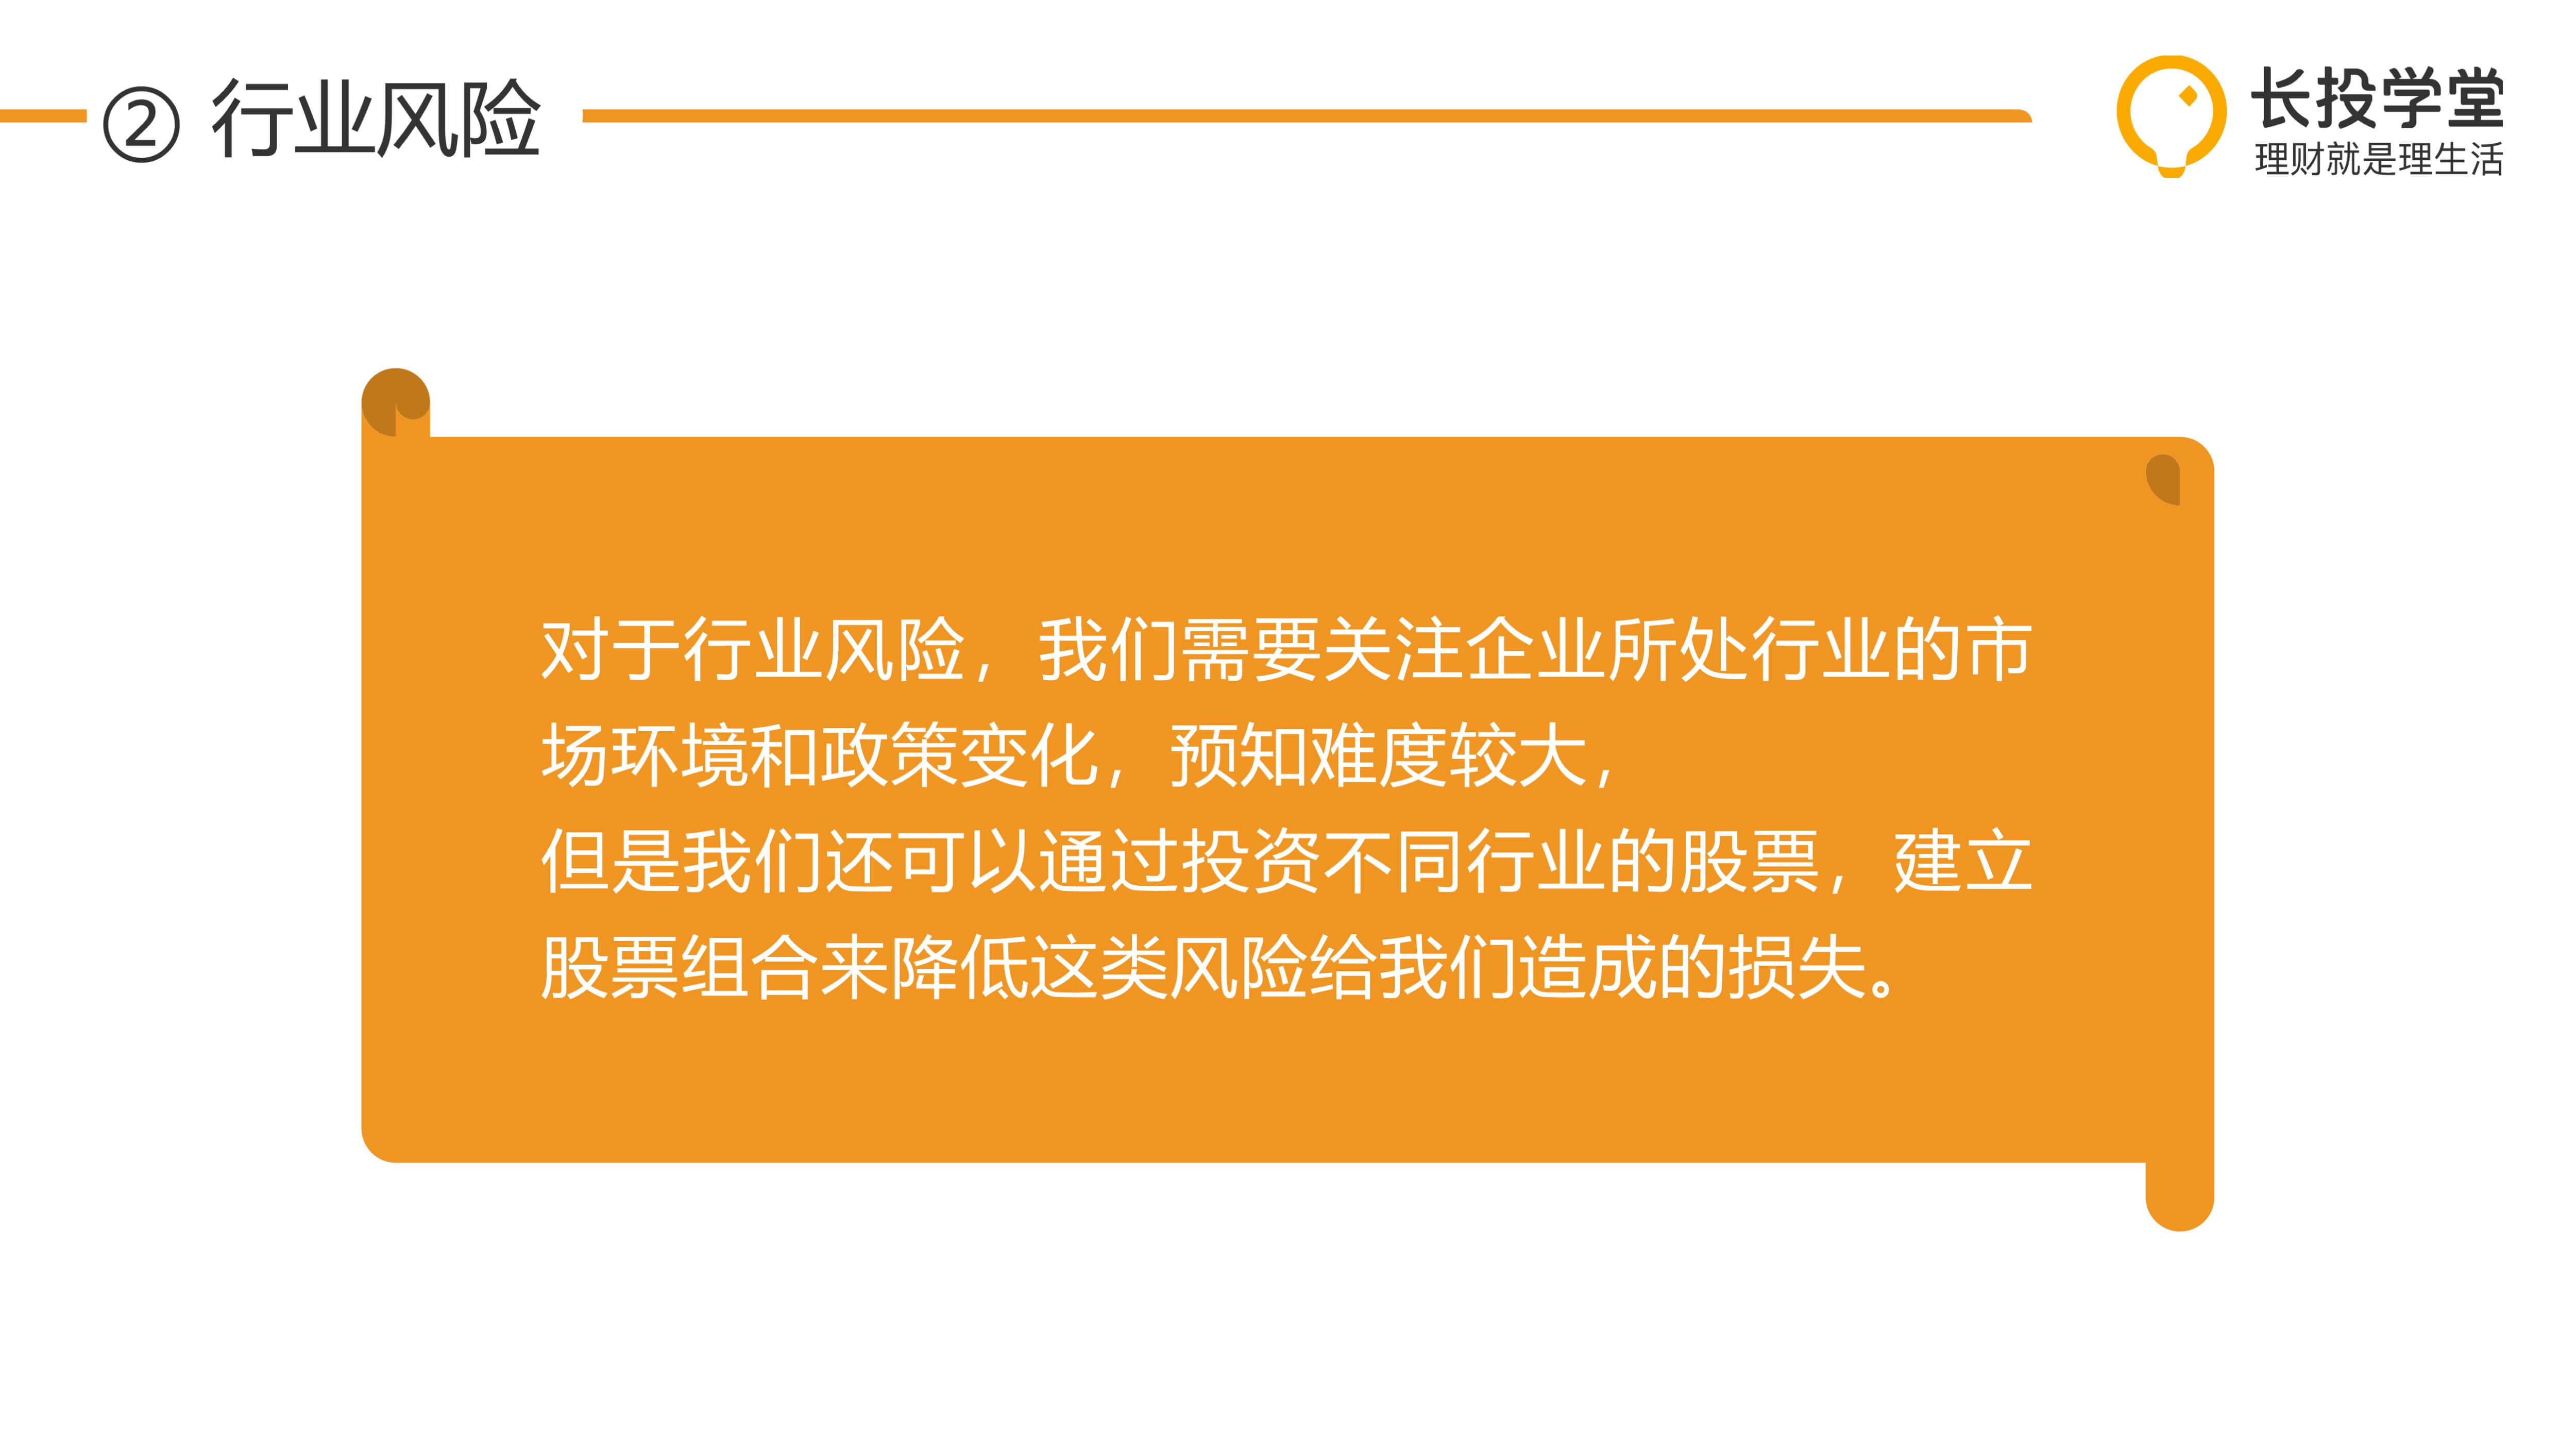 ② 行业风险
长投学堂
理财就是理生活
对于行业风险，我们需要关注企业所处行业的市
场环境和政策变化，预知难度较大，
但是我们还可以通过投资不同行业的股票，建立
股票组合来降低这类风险给我们造成的损失。